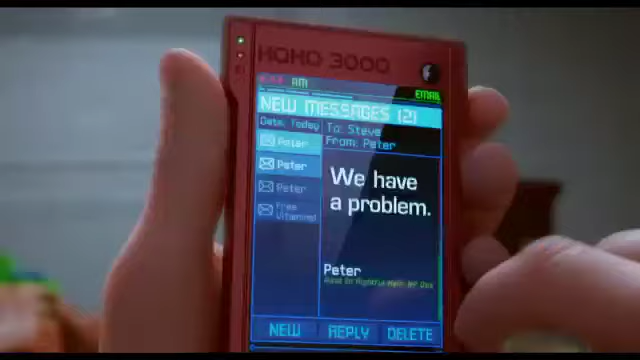 HOHO 3000
AM
EMAIL
NEW MESSAGES (2)
Date: Today
To: Steve
From: Peter
Peter
Peter
Peter
Free
Vitamins!
We have
a problem.
Peter
NEW
REPLY
DELETE